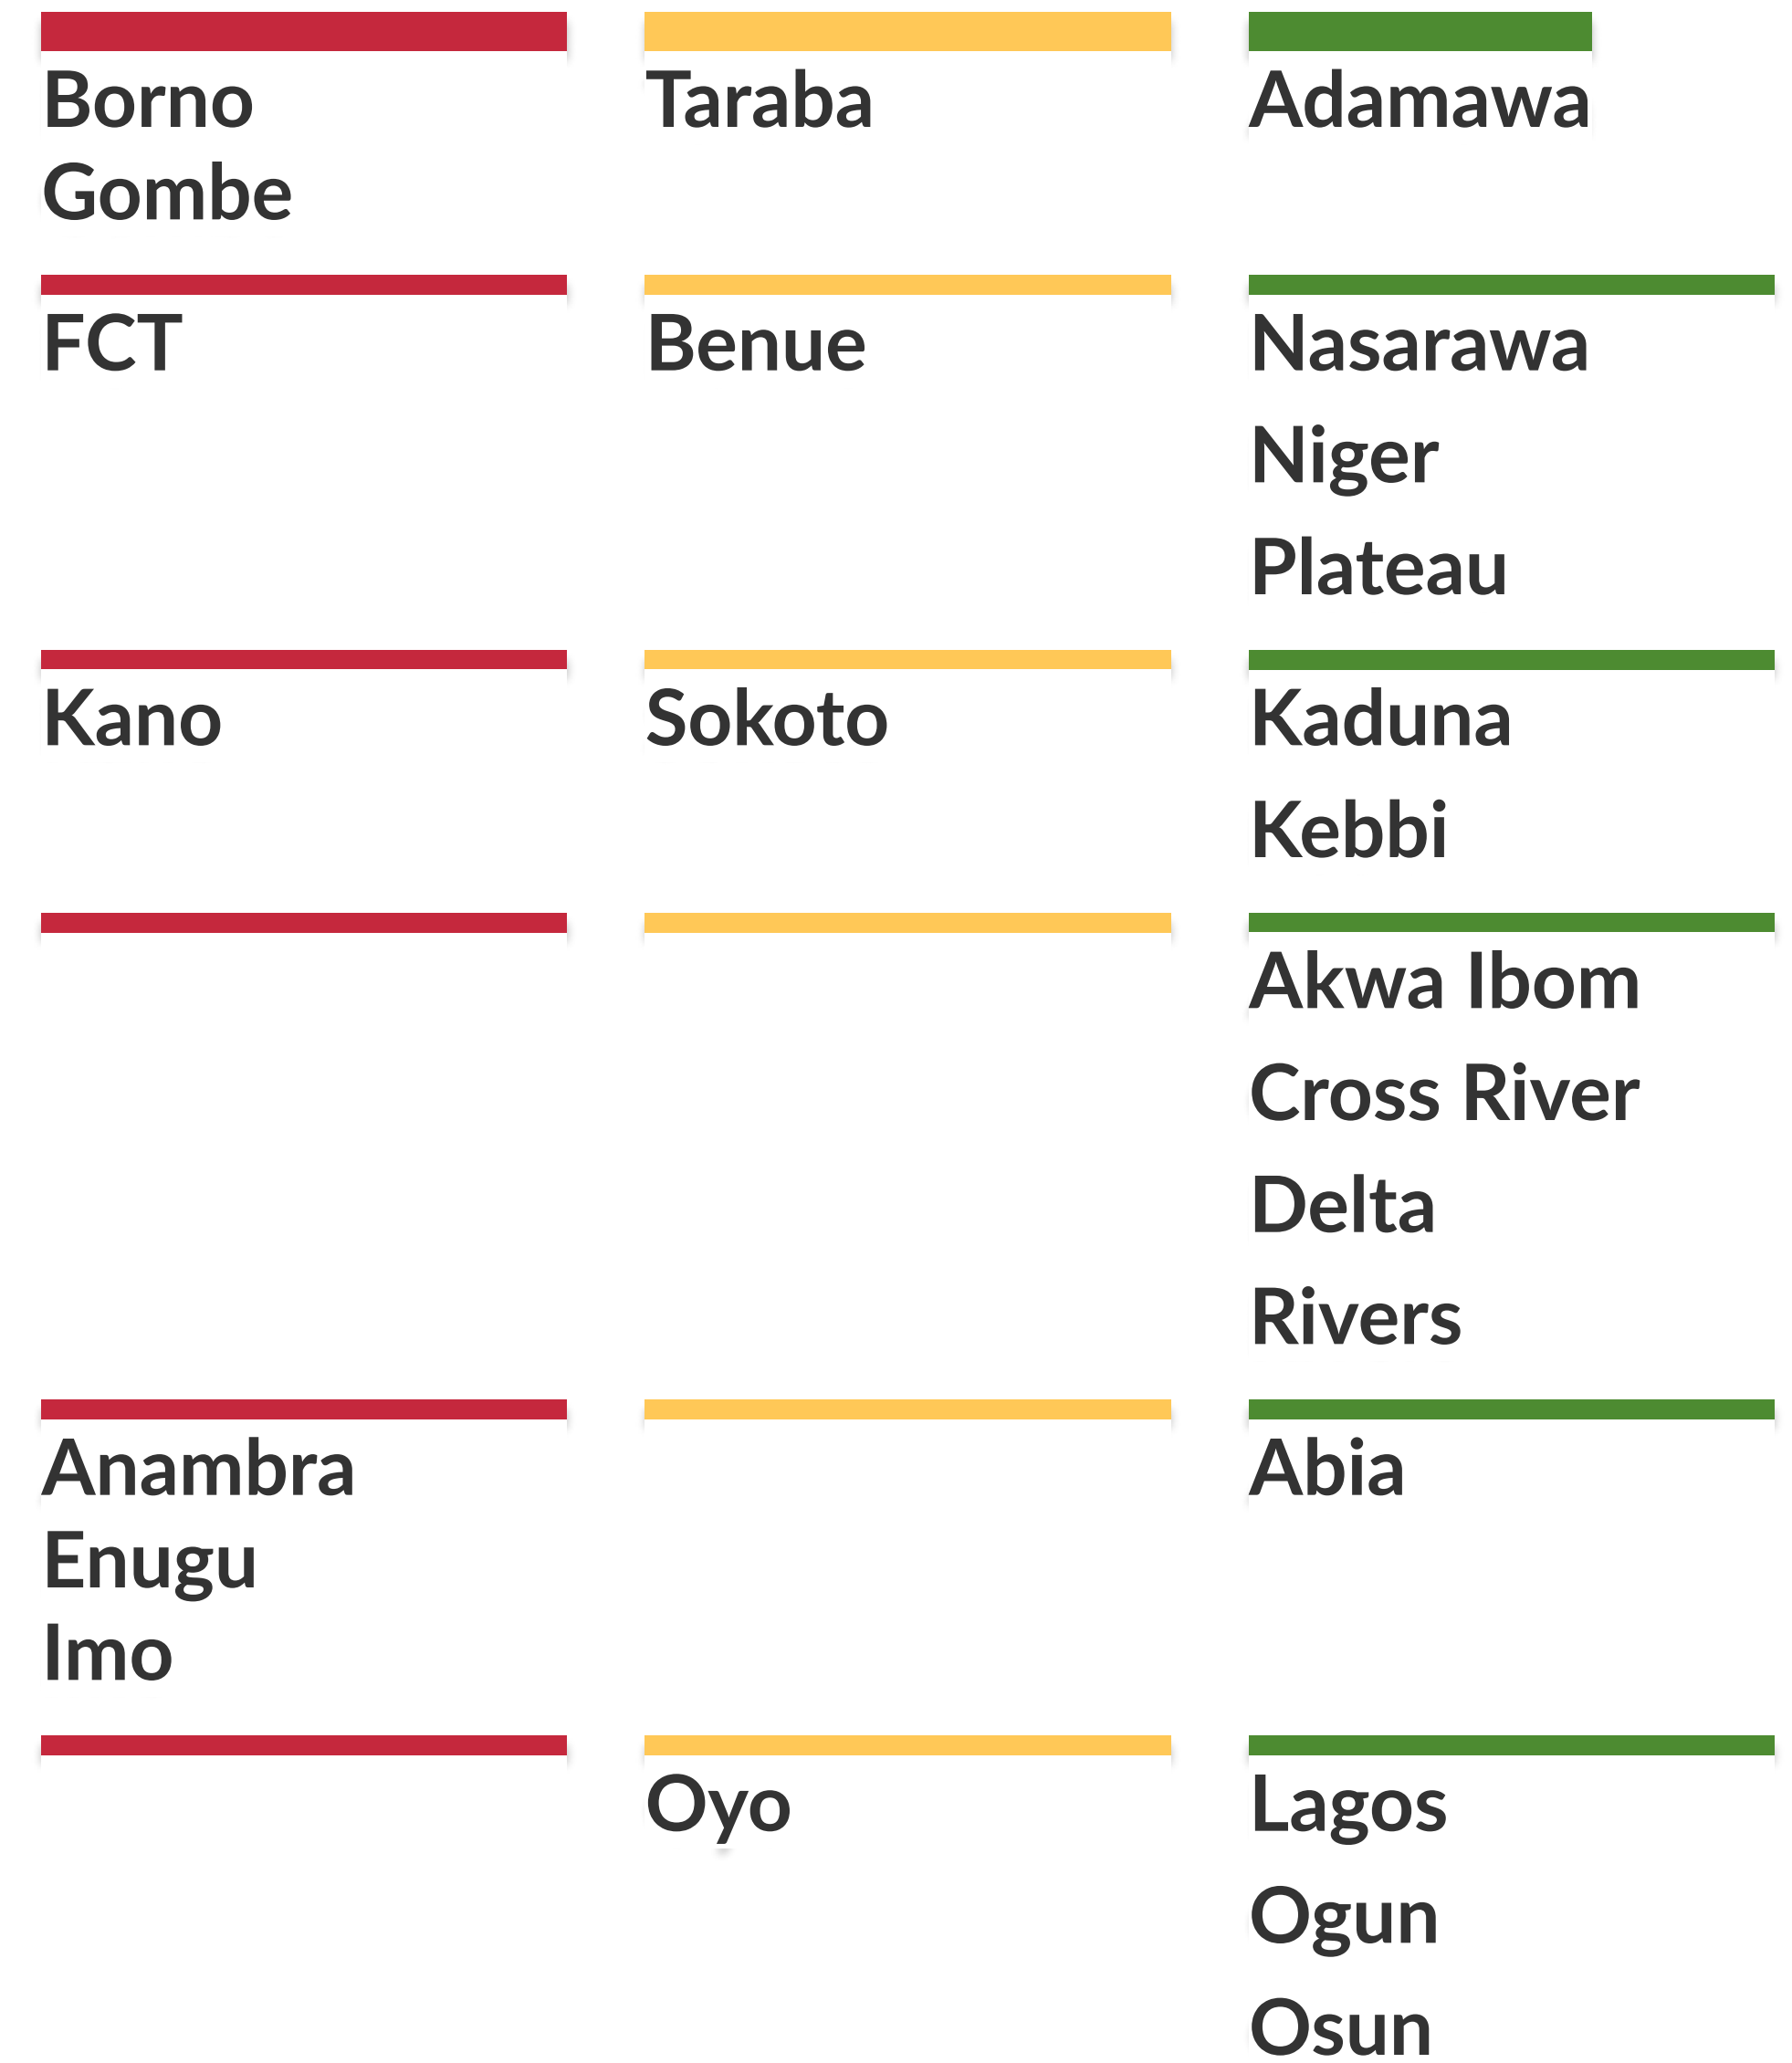 Borno
Gombe
Taraba
Adamawa
FCT
Benue
Nasarawa
Niger
Plateau
Kano
Sokoto
Kaduna
Kebbi
Akwa Ibom
Cross River
Delta
Rivers
Anambra
Enugu
Imo
Abia
Oyo
Lagos
Ogun
Osun